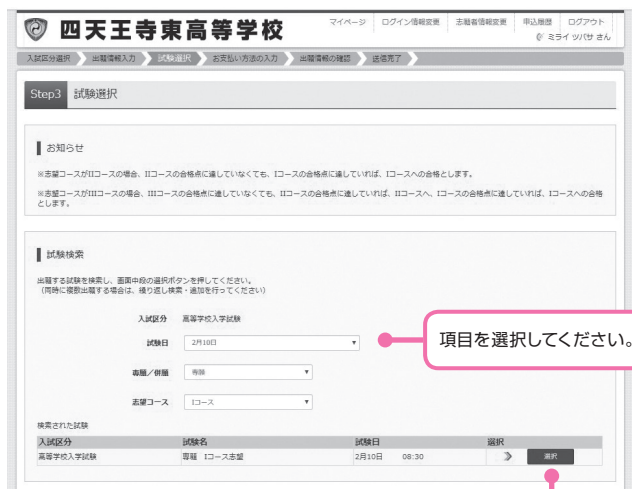 四天王寺東高等学校
マイページ ログイン情報変更 志願者情報変更 申込履歴 ログアウト
ミライ ツバサ さん
入試区分選択 出願情報入力 試験選択 お支払い方法の入力 出願情報の確認 送信完了
Step3 試験選択
お知らせ
※志望コースがIIコースの場合、IIコースの合格点に達していなくても、Iコースの合格点に達していれば、Iコースへの合格とします。
※志望コースがIIIコースの場合、IIIコースの合格点に達していなくても、IIコースの合格点に達していれば、IIコースへ、Iコースの合格点に達していれば、Iコースへの合格
とします。
試験検索
出願する試験を検索し、画面中段の選択ボタンを押してください。
(同時に複数出願する場合は、繰り返し検索・追加を行ってください)
入試区分 高等学校入学試験
試験日 2月10日
項目を選択してください。
専願／併願 専願
志望コース Iコース
検索された試験
入試区分 試験名 試験日 選択
高等学校入学試験 専願 Iコース志望 2月10日 08:30 選択